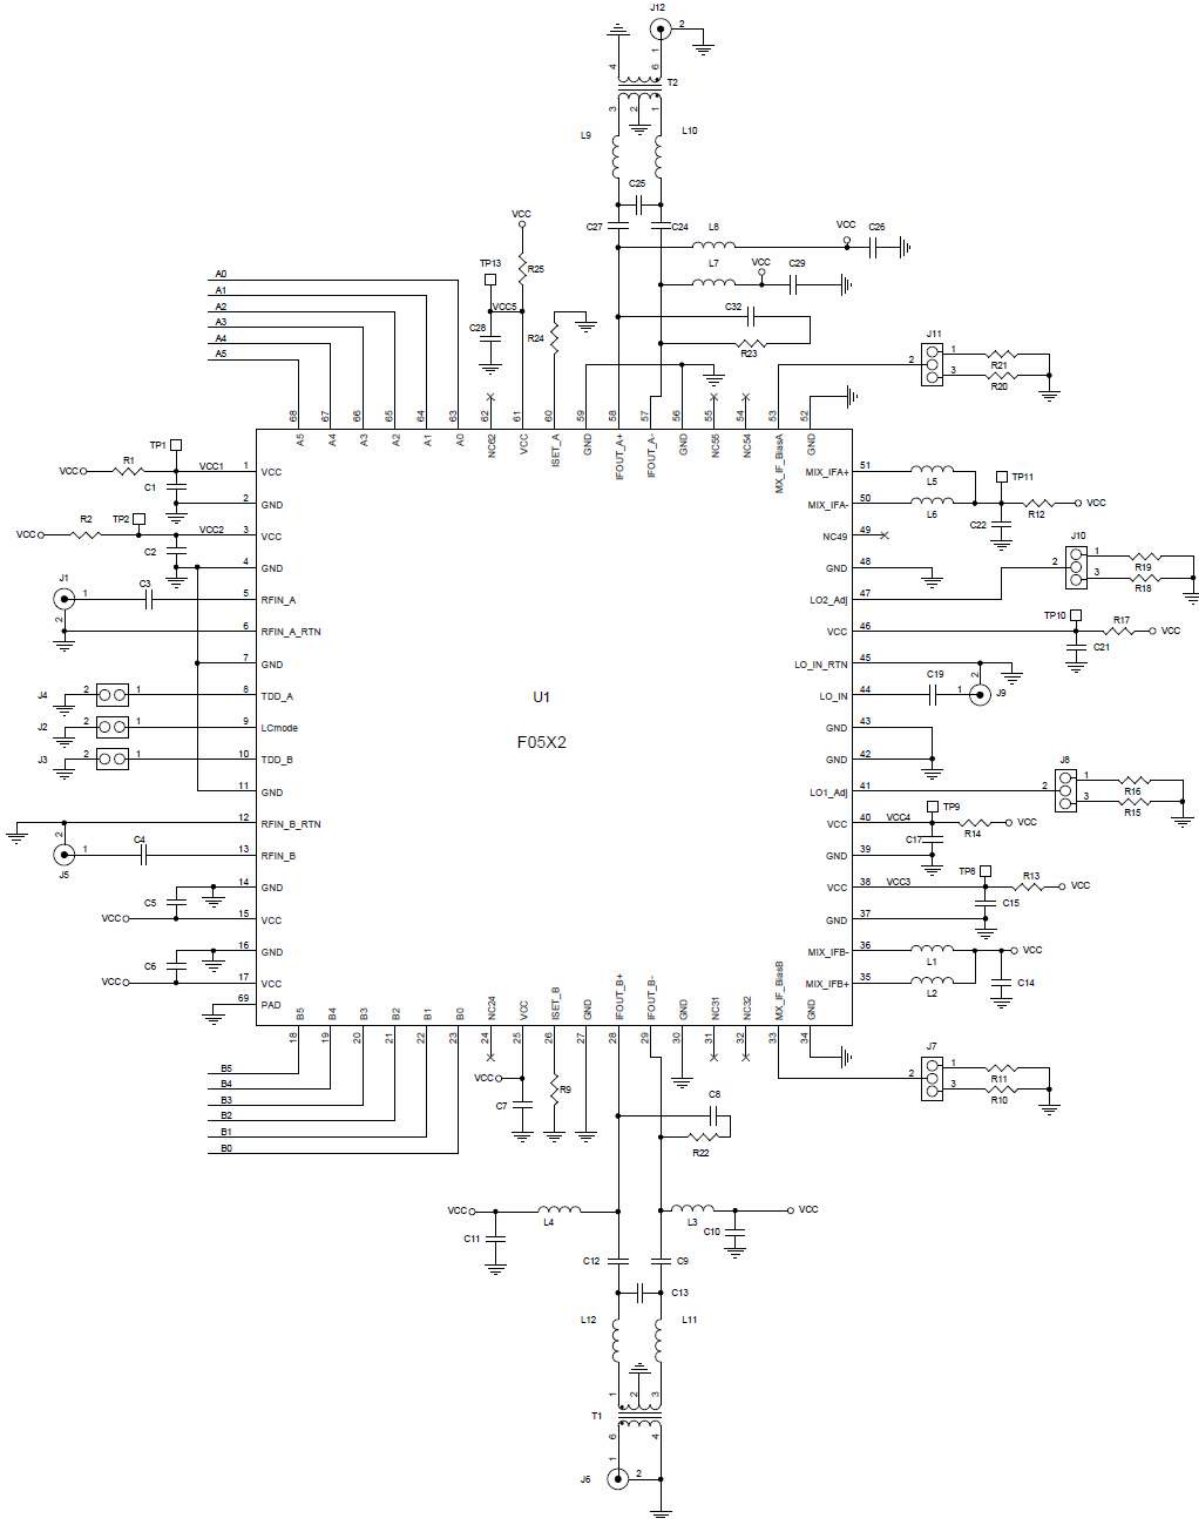 J12
2
1
4
6
T2
3
2
1
L9
L10
C25
VCC
C27
C24
L8
VCC
C26
TP13
R25
L7
VCC
C29
A0
A1
A2
A3
A4
A5
VCC5
C28
R24
C32
R23
J11
2
1
3
R21
R20
68
67
66
65
64
63
62
61
60
59
58
57
56
55
54
53
52
A5
A4
A3
A2
A1
A0
NC62
VCC
ISET_A
GND
IFOUT_A+
IFOUT_A-
GND
NC55
NC54
MX_IF_BiasA
GND
TP1
VCC
R1
VCC1
1
VCC
C1
2
GND
R2
TP2
VCC
VCC2
3
VCC
C2
4
GND
J1
1
2
C3
5
RFIN_A
6
RFIN_A_RTN
7
GND
J4
2
1
8
TDD_A
J2
2
1
9
LCmode
J3
2
1
10
TDD_B
11
GND
12
RFIN_B_RTN
2
1
J5
C4
13
RFIN_B
14
GND
C5
VCC
15
VCC
16
GND
C6
VCC
17
VCC
69
PAD
U1
F05X2
MIX_IFA+
51
L5
TP11
MIX_IFA-
50
L6
R12
VCC
C22
NC49
49
J10
2
1
3
R19
R18
GND
48
LO2_Adj
47
TP10
VCC
46
R17
VCC
C21
LO_IN_RTN
45
2
LO_IN
44
C19
1
J9
GND
43
GND
42
J8
LO1_Adj
41
2
1
3
R16
R15
TP9
VCC
40
VCC4
C17
R14
VCC
GND
39
TP8
VCC
38
VCC3
R13
VCC
C15
GND
37
MIX_IFB-
36
L1
VCC
MIX_IFB+
35
L2
C14
B5
B4
B3
B2
B1
B0
NC24
VCC
ISET_B
GND
IFOUT_B+
IFOUT_B-
GND
NC31
NC32
MX_IF_BiasB
GND
18
19
20
21
22
23
24
25
26
27
28
29
30
31
32
33
34
J7
2
1
3
R11
R10
B5
B4
B3
B2
B1
B0
VCC
C7
R9
C8
R22
VCC
L4
C11
L3
VCC
C10
C12
C9
C13
L12
L11
1
2
3
T1
6
4
1
J6
2